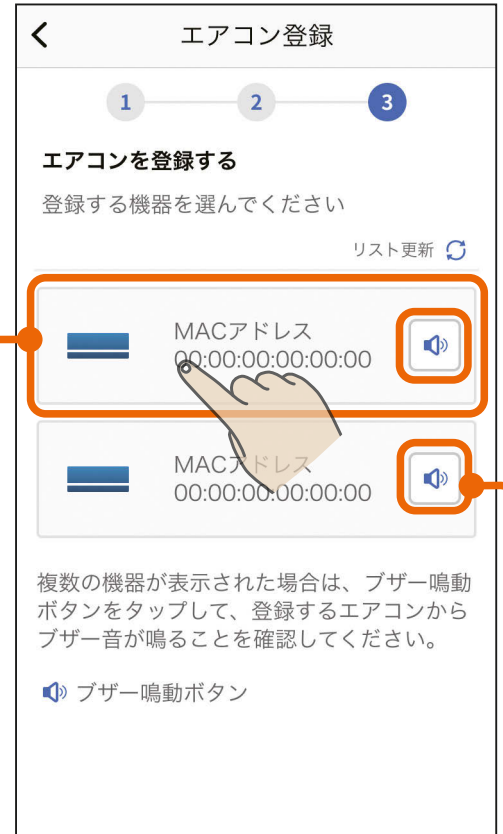 エアコン登録
1 2 3
エアコンを登録する
登録する機器を選んでください
リスト更新
MACアドレス
00:00:00:00:00:00
MACアドレス
00:00:00:00:00:00
複数の機器が表示された場合は、ブザー鳴動
ボタンをタップして、登録するエアコンから
ブザー音が鳴ることを確認してください。
ブザー鳴動ボタン